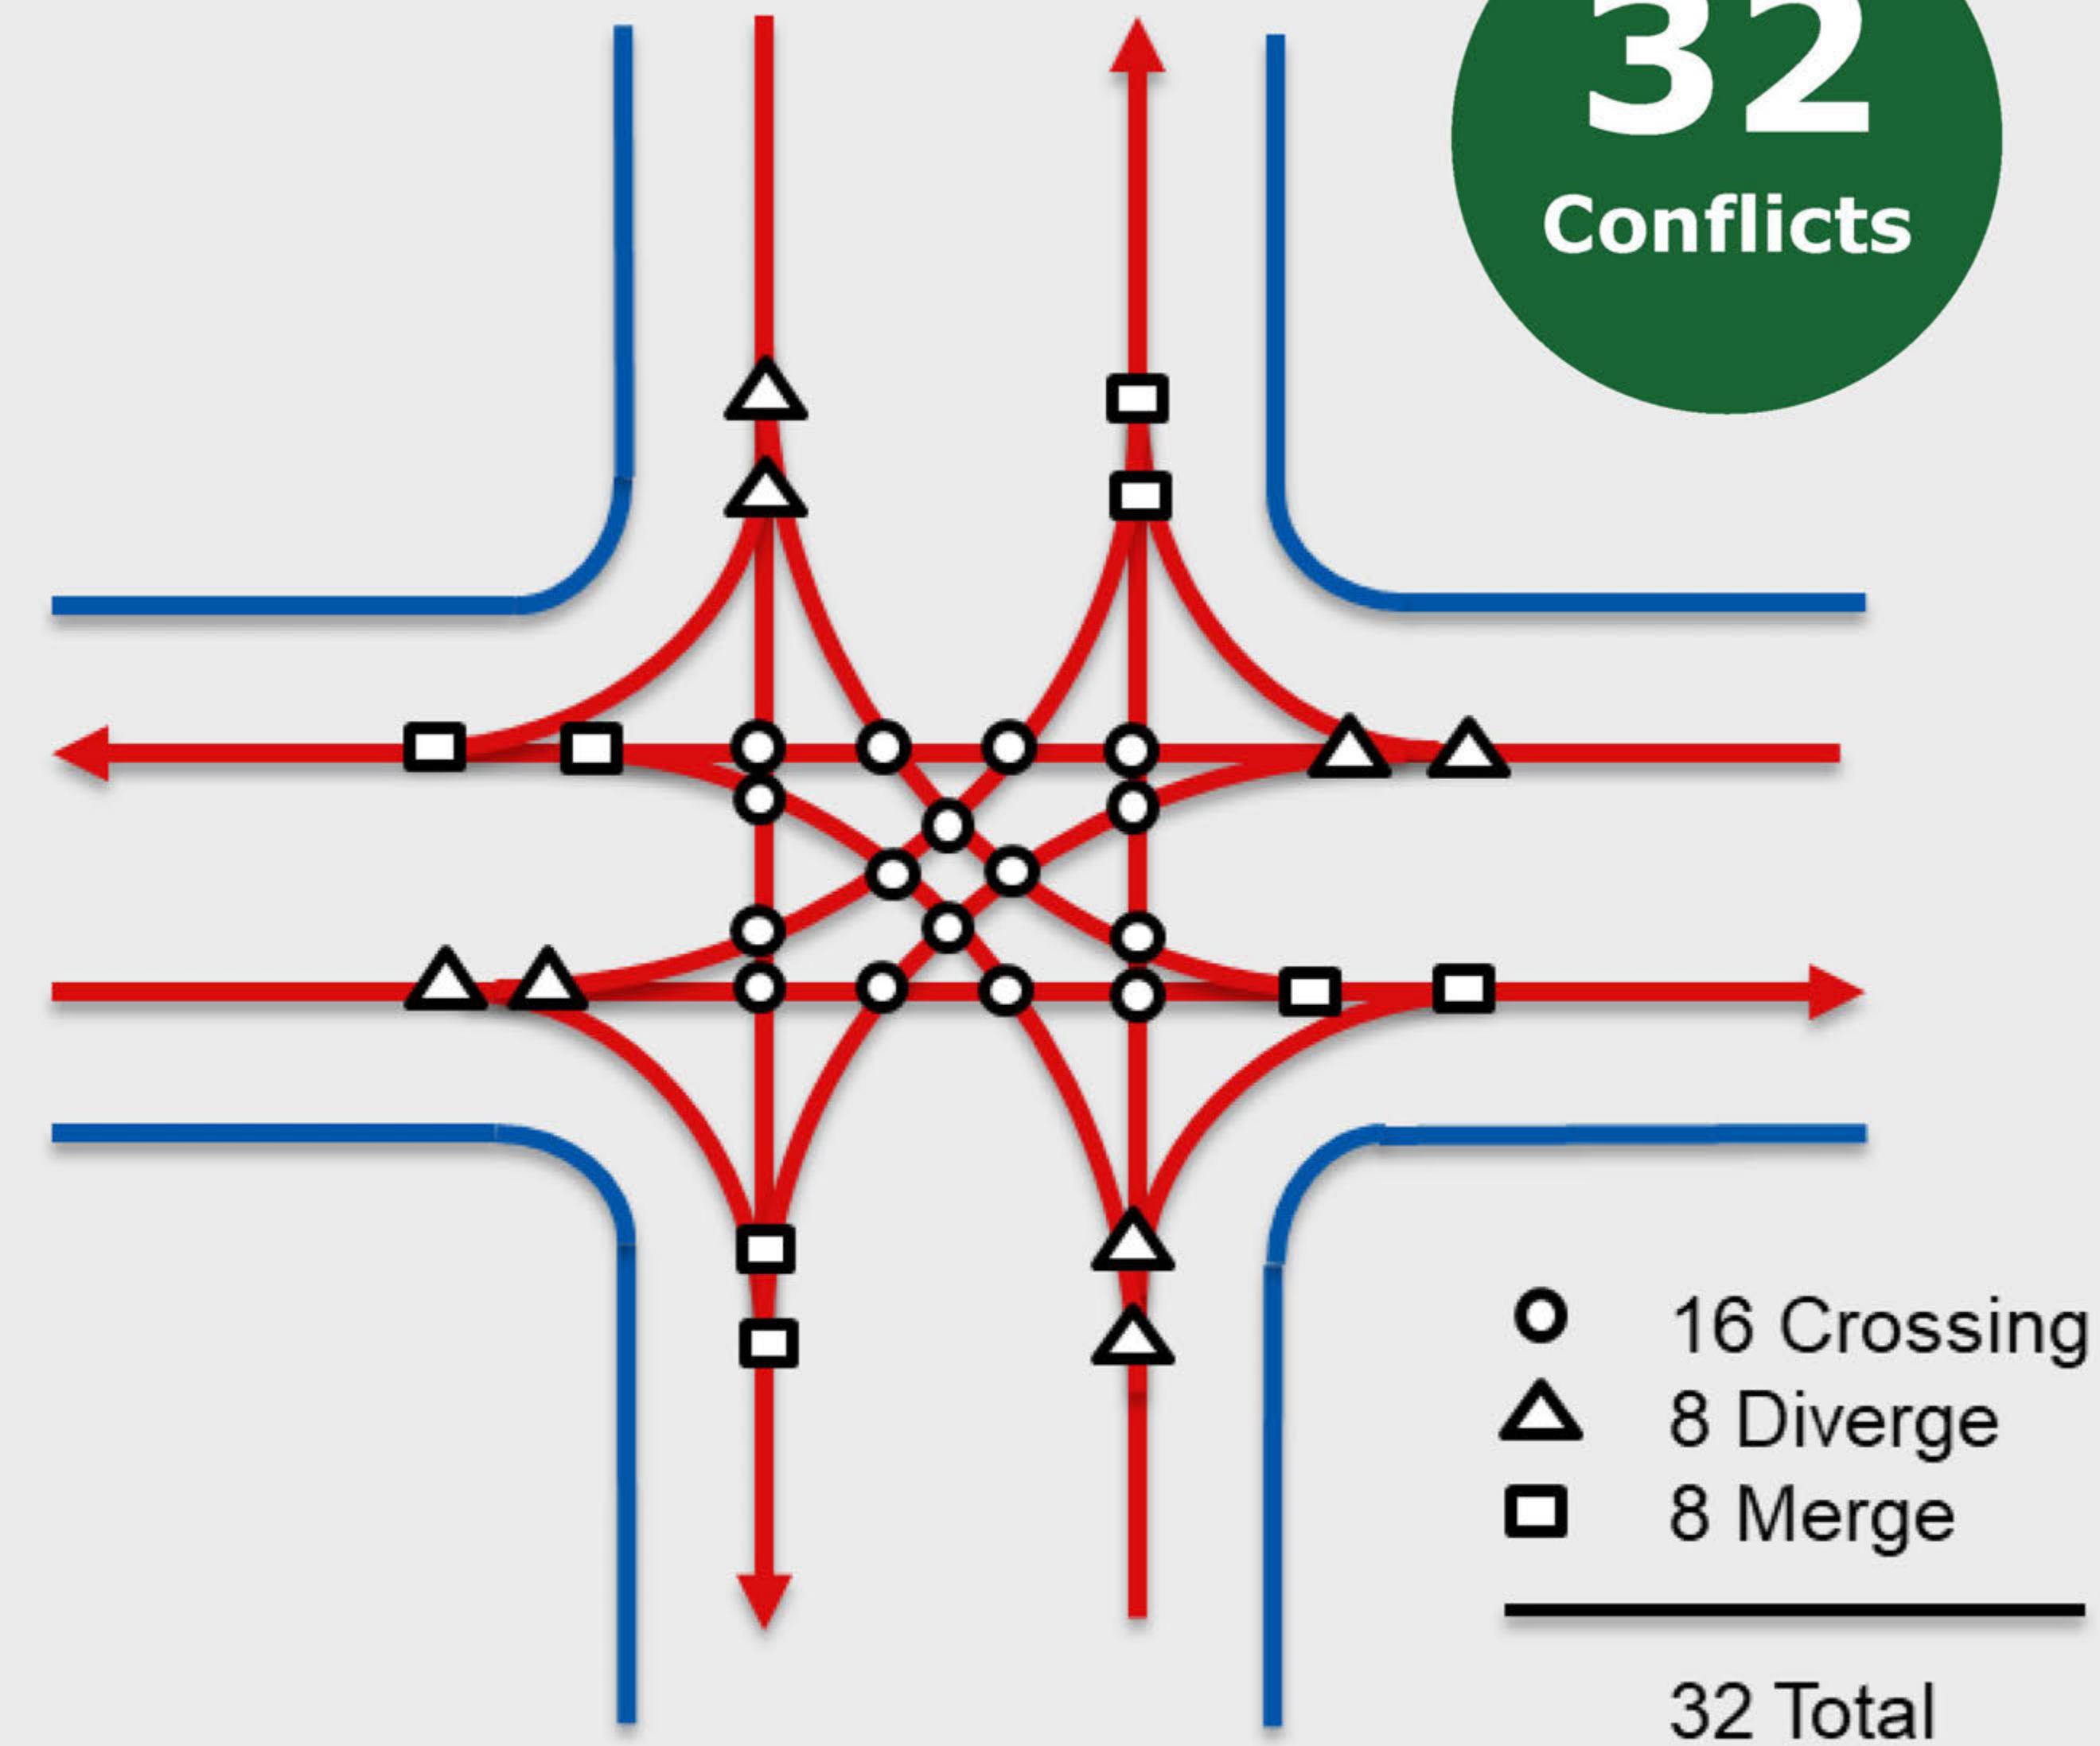 32
Conflicts
16 Crossing
8 Diverge
8 Merge
32 Total